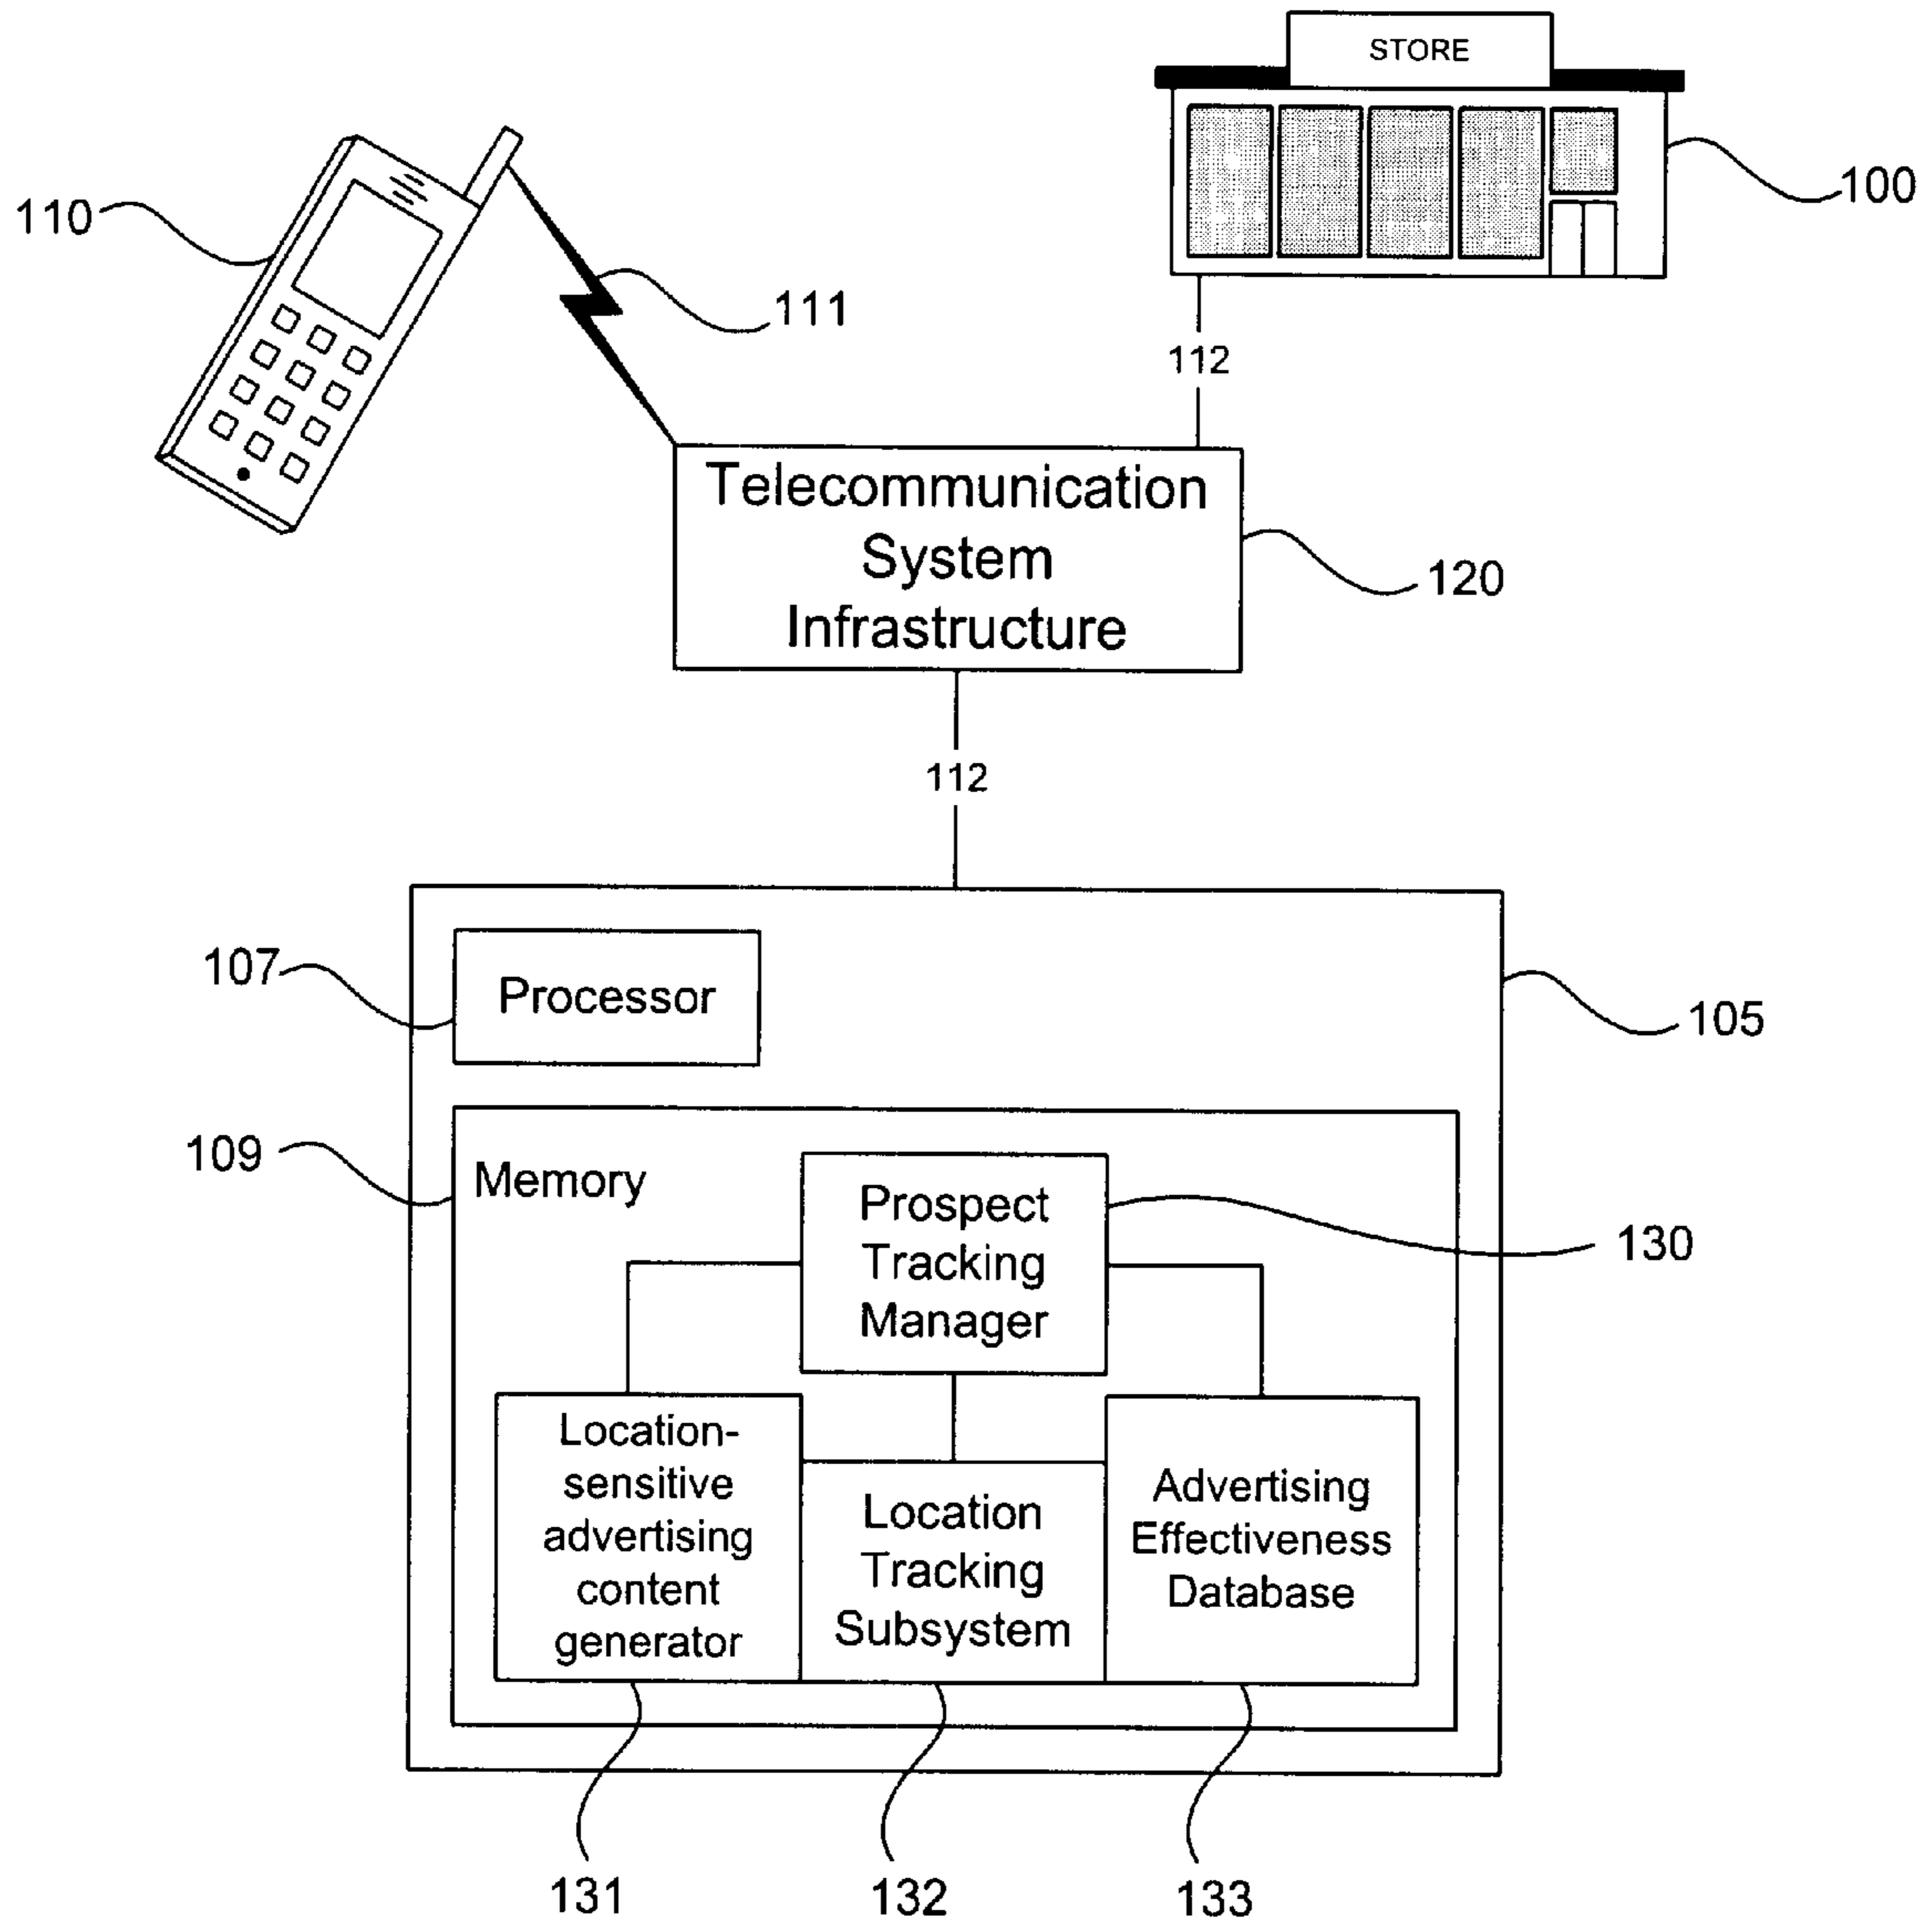 STORE
100
110
111
112
Telecommunication
System
Infrastructure
120
112
107
Processor
105
109
Memory
Prospect
Tracking
Manager
130
Location-
sensitive
advertising
content
generator
Location
Tracking
Subsystem
Advertising
Effectiveness
Database
131
132
133